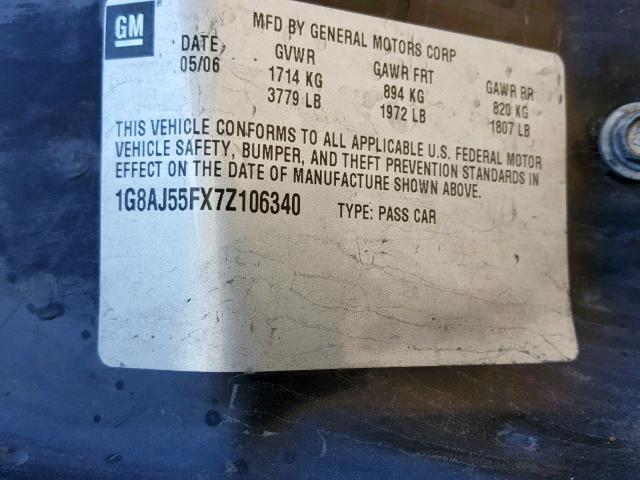 GM
MFD BY GENERAL MOTORS CORP
DATE GVWR GAWR FRT GAWR RR
05/06 1714 KG 894 KG 820 KG
3779 LB 1972 LB 1807 LB
THIS VEHICLE CONFORMS TO ALL APPLICABLE U.S. FEDERAL MOTOR
VEHICLE SAFETY, BUMPER, AND THEFT PREVENTION STANDARDS IN
EFFECT ON THE DATE OF MANUFACTURE SHOWN ABOVE.
1G8AJ55FX7Z106340 TYPE: PASS CAR